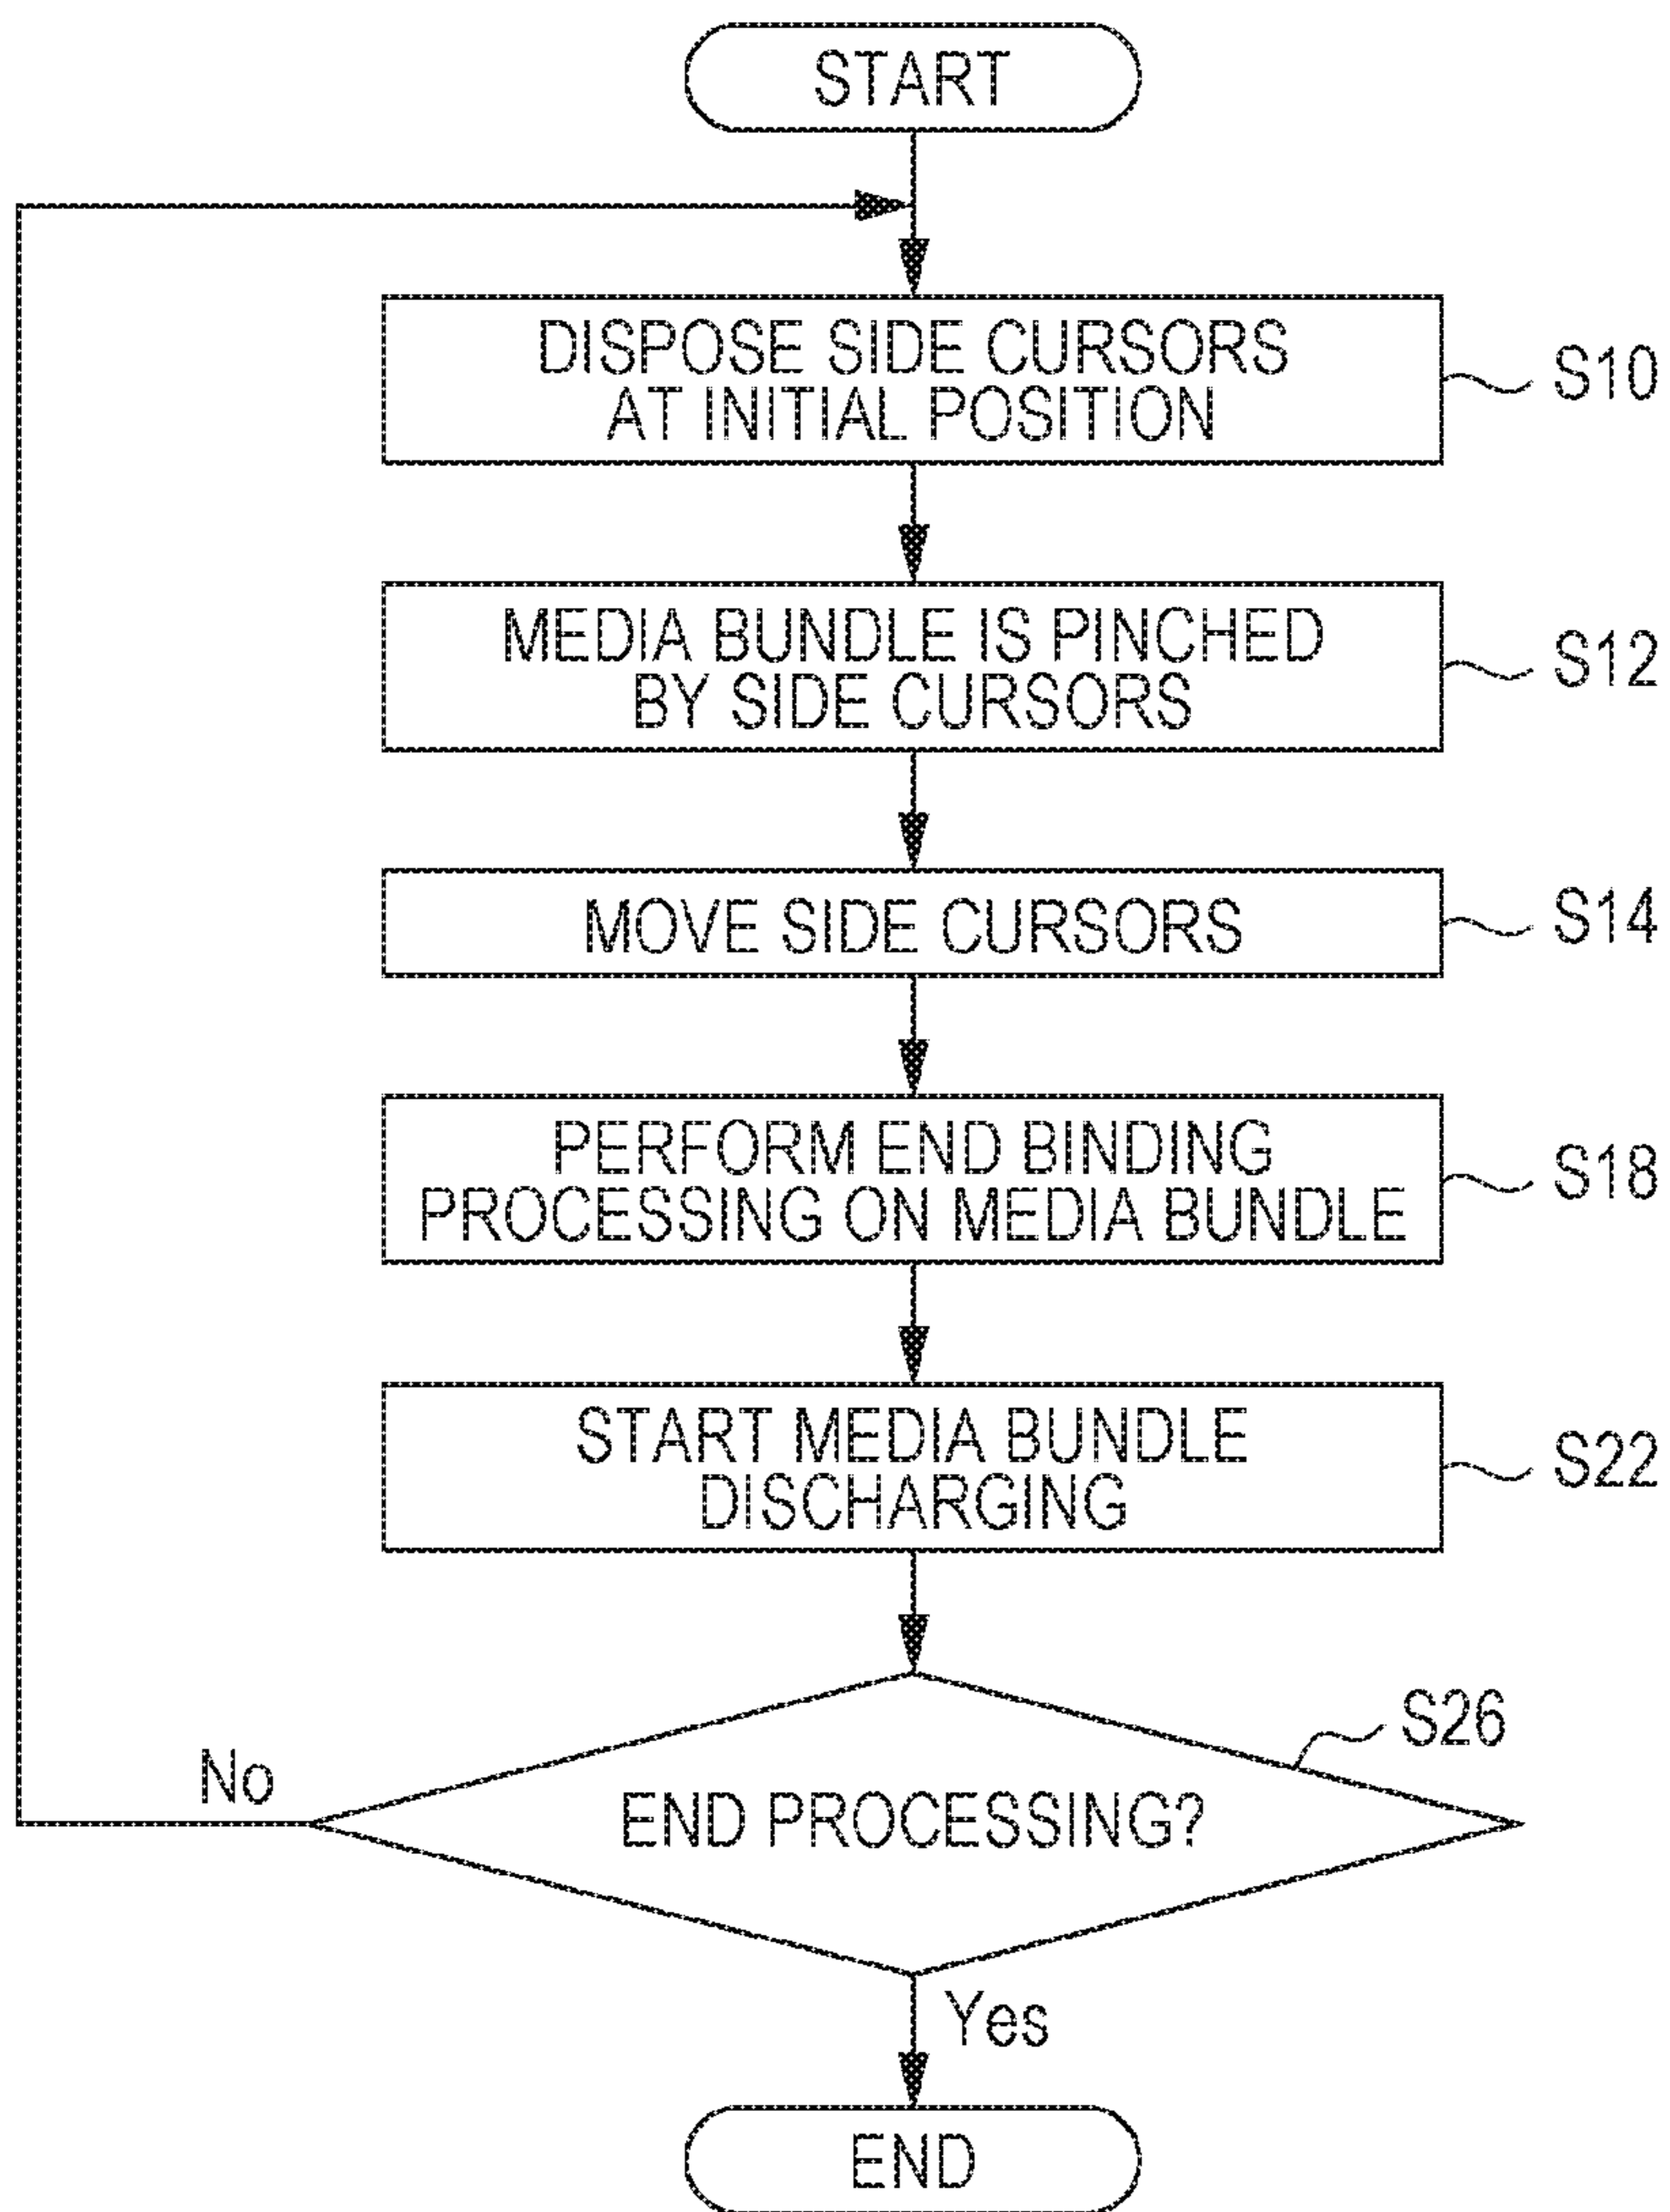 START
DISPOSE SIDE CURSORS
AT INITIAL POSITION
S10
MEDIA BUNDLE IS PINCHED
BY SIDE CURSORS
S12
MOVE SIDE CURSORS
S14
PERFORM END BINDING
PROCESSING ON MEDIA BUNDLE
S18
START MEDIA BUNDLE
DISCHARGING
S22
S26
No
END PROCESSING?
Yes
END